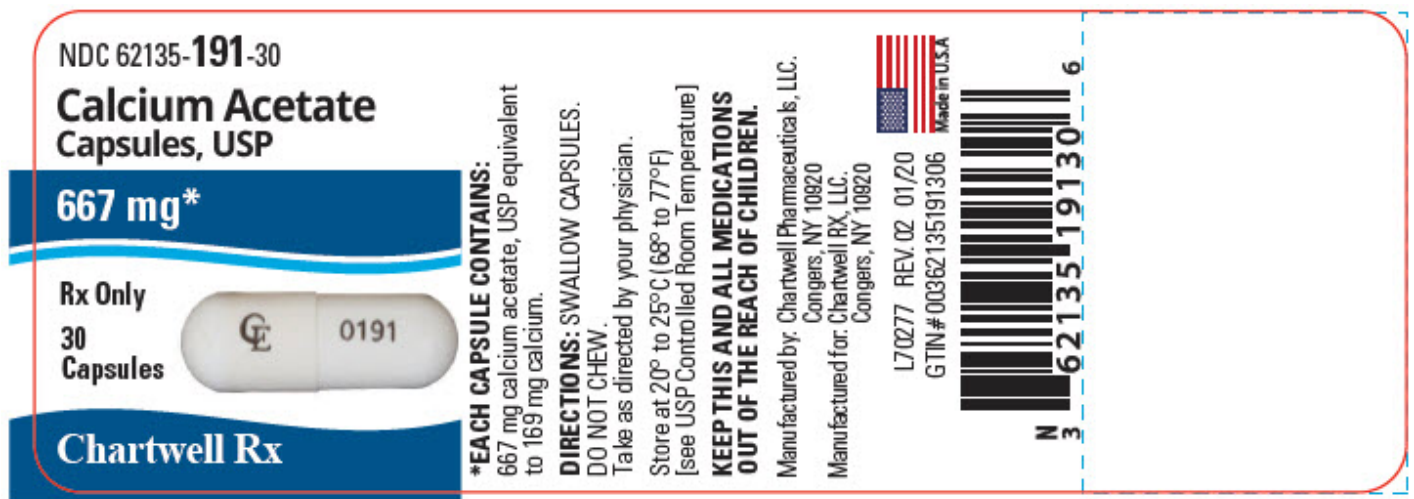 NDC 62135-191-30
Calcium Acetate
Capsules, USP
667 mg*
Rx Only
30
Capsules
CE
0191
Chartwell Rx
*EACH CAPSULE CONTAINS:
667 mg calcium acetate, USP equivalent
to 169 mg calcium.
DIRECTIONS: SWALLOW CAPSULES.
DO NOT CHEW.
Take as directed by your physician.
Store at 20° to 25°C (68° to 77°F)
[see USP Controlled Room Temperature]
KEEP THIS AND ALL MEDICATIONS
OUT OF THE REACH OF CHILDREN.
Manufactured by: Chartwell Pharmaceuticals, LLC.
Congers, NY 10920
Manufactured for: Chartwell RX, LLC.
Congers, NY 10920
Made in U.S.A
L70277 REV. 02 01/20
GTIN# 00362135191306
N
3
62135 19130
6